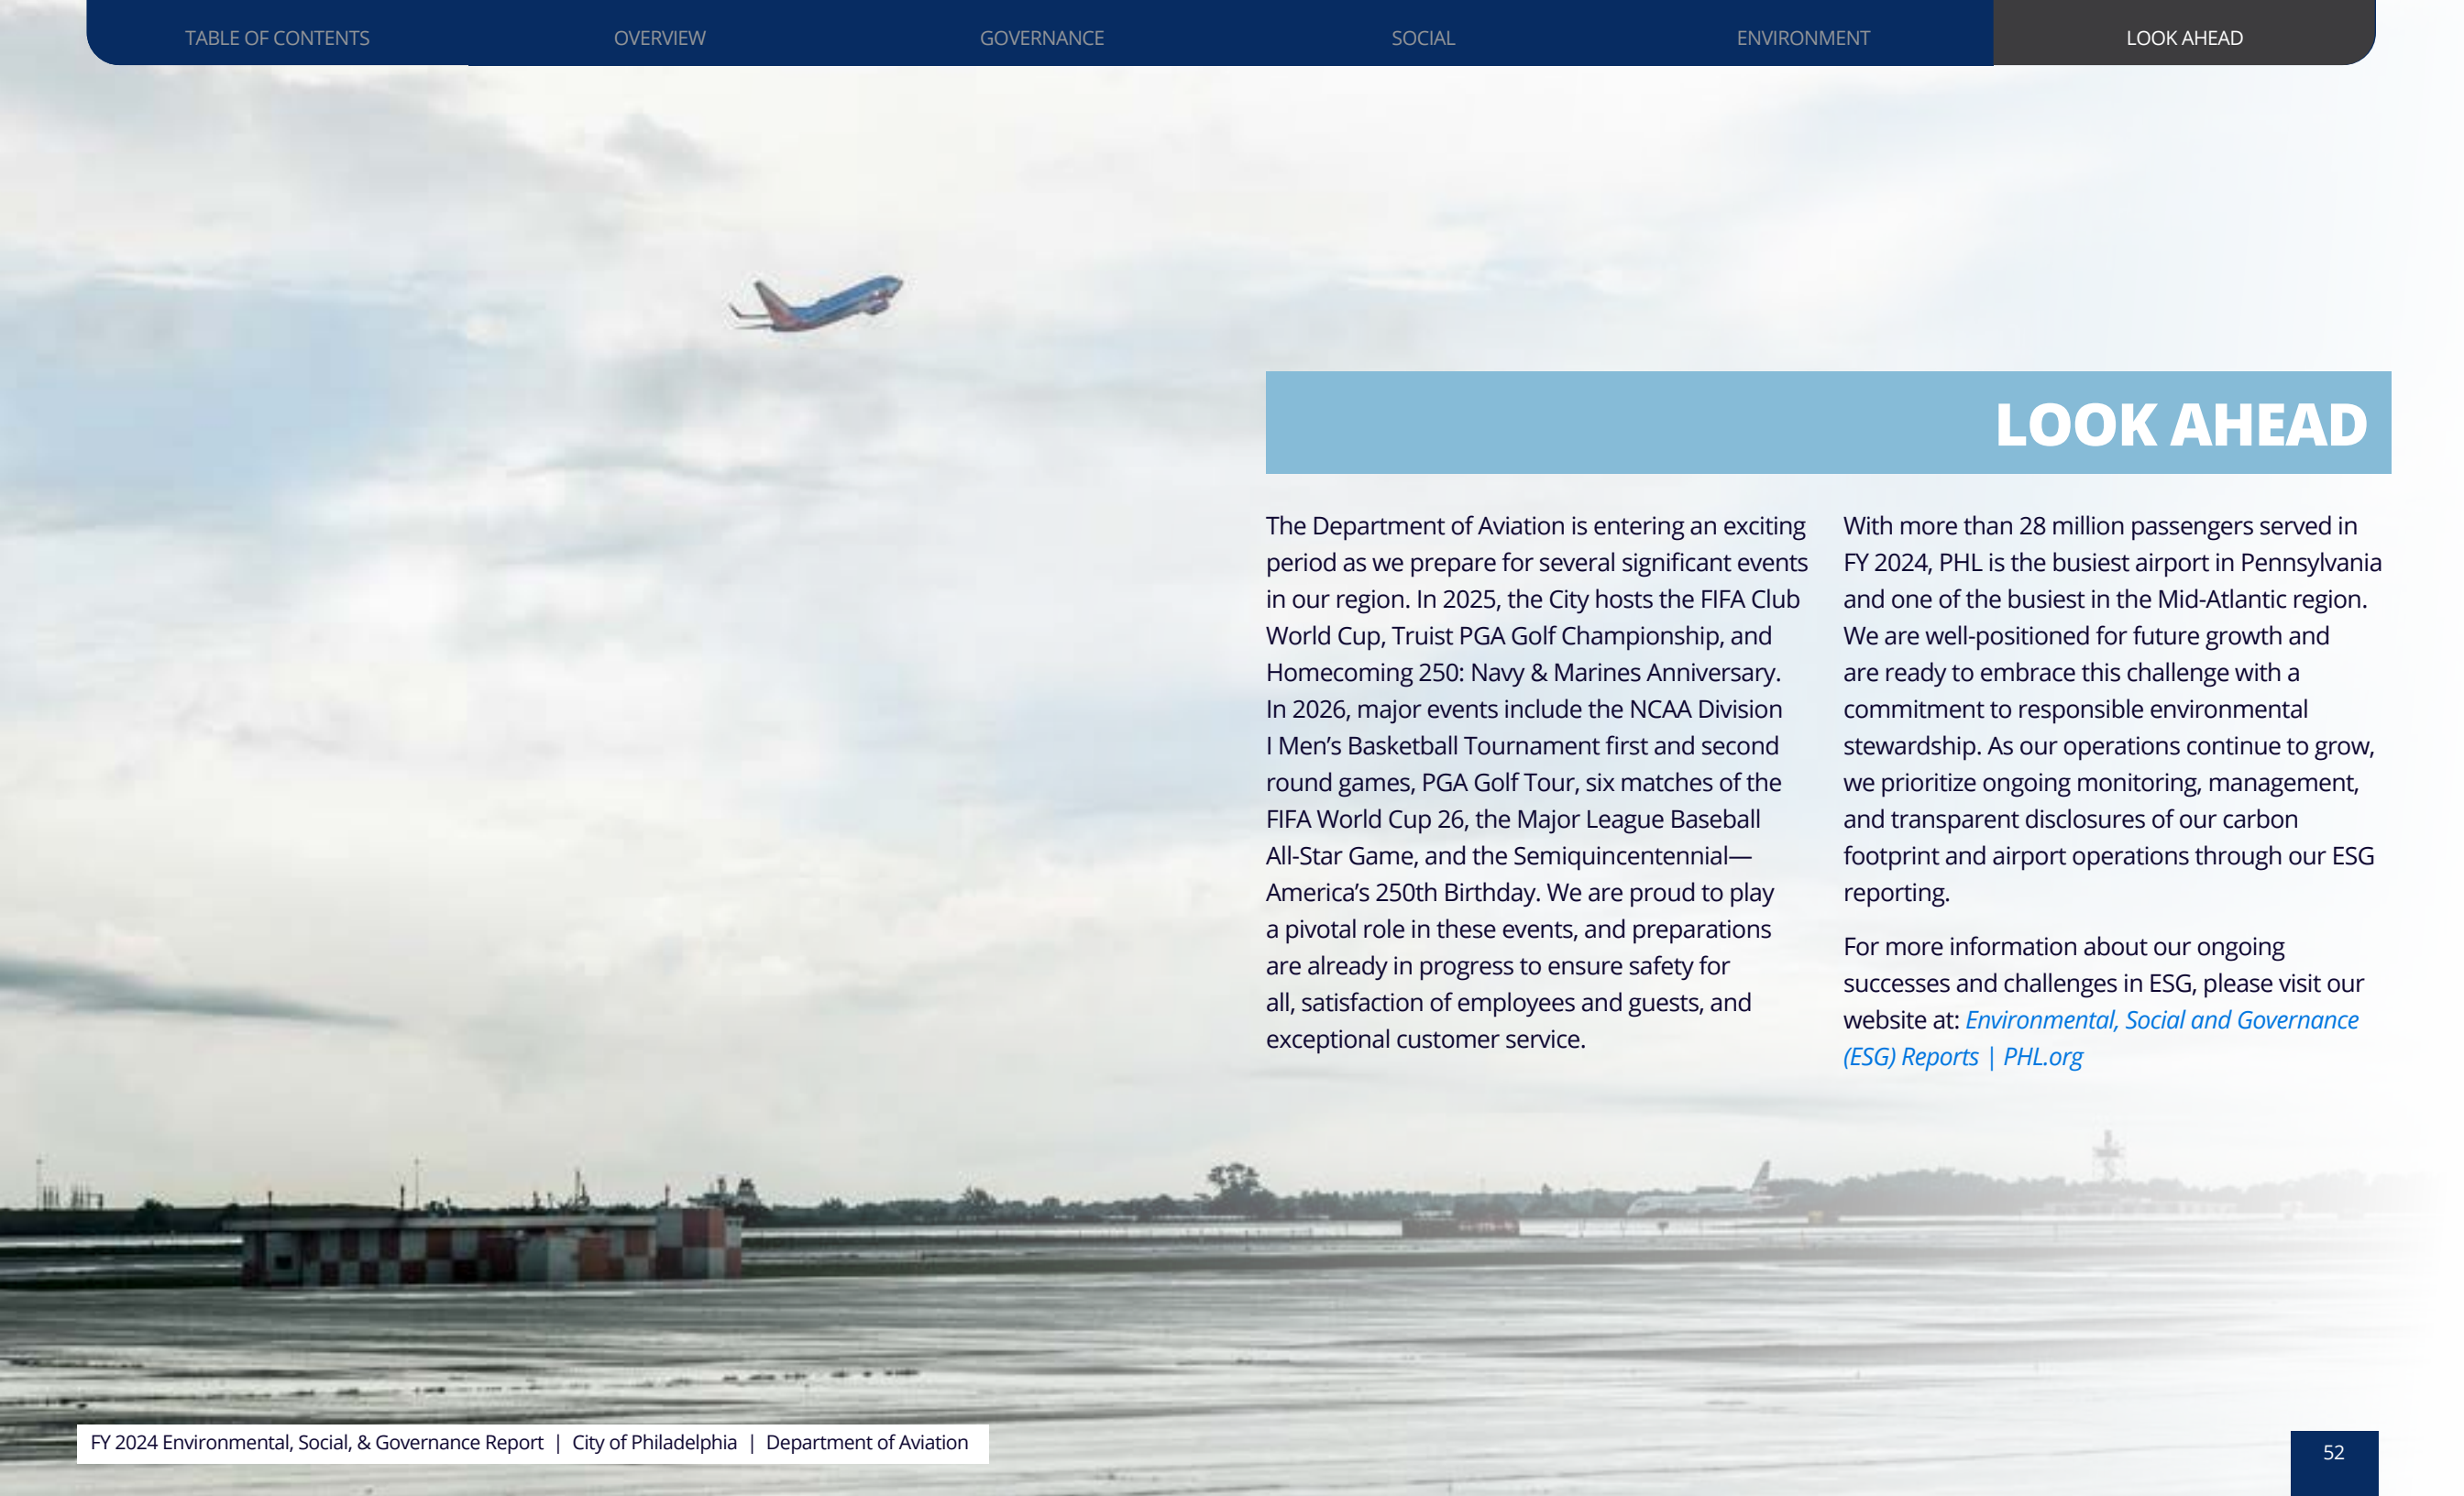 TABLE OF CONTENTS
OVERVIEW
GOVERNANCE
SOCIAL
ENVIRONMENT
LOOK AHEAD
LOOK AHEAD
The Department of Aviation is entering an exciting
period as we prepare for several significant events
in our region. In 2025, the City hosts the FIFA Club
World Cup, Truist PGA Golf Championship, and
Homecoming 250: Navy & Marines Anniversary.
In 2026, major events include the NCAA Division
I Men’s Basketball Tournament first and second
round games, PGA Golf Tour, six matches of the
FIFA World Cup 26, the Major League Baseball
All-Star Game, and the Semiquincentennial—
America’s 250th Birthday. We are proud to play
a pivotal role in these events, and preparations
are already in progress to ensure safety for
all, satisfaction of employees and guests, and
exceptional customer service.
With more than 28 million passengers served in
FY 2024, PHL is the busiest airport in Pennsylvania
and one of the busiest in the Mid-Atlantic region.
We are well-positioned for future growth and
are ready to embrace this challenge with a
commitment to responsible environmental
stewardship. As our operations continue to grow,
we prioritize ongoing monitoring, management,
and transparent disclosures of our carbon
footprint and airport operations through our ESG
reporting.
For more information about our ongoing
successes and challenges in ESG, please visit our
website at: Environmental, Social and Governance
(ESG) Reports | PHL.org
FY 2024 Environmental, Social, & Governance Report | City of Philadelphia | Department of Aviation
52